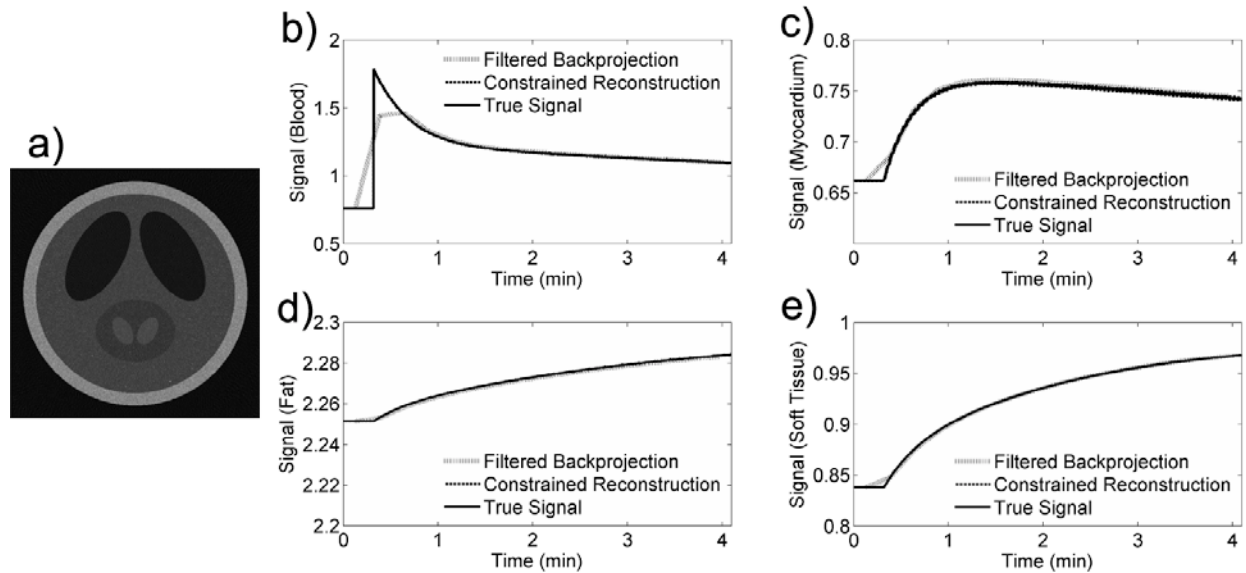 a)
b)
Signal (Blood)
2
1.5
1
0.5
Filtered Backprojection
Constrained Reconstruction
True Signal
0 1 2 3 4
Time (min)
c)
Signal (Myocardium)
0.8
0.75
0.7
0.65
Filtered Backprojection
Constrained Reconstruction
True Signal
0 1 2 3 4
Time (min)
d)
Signal (Fat)
2.3
2.28
2.26
2.24
2.22
2.2
Filtered Backprojection
Constrained Reconstruction
True Signal
0 1 2 3 4
Time (min)
e)
Signal (Soft Tissue)
1
0.95
0.9
0.85
0.8
Filtered Backprojection
Constrained Reconstruction
True Signal
0 1 2 3 4
Time (min)